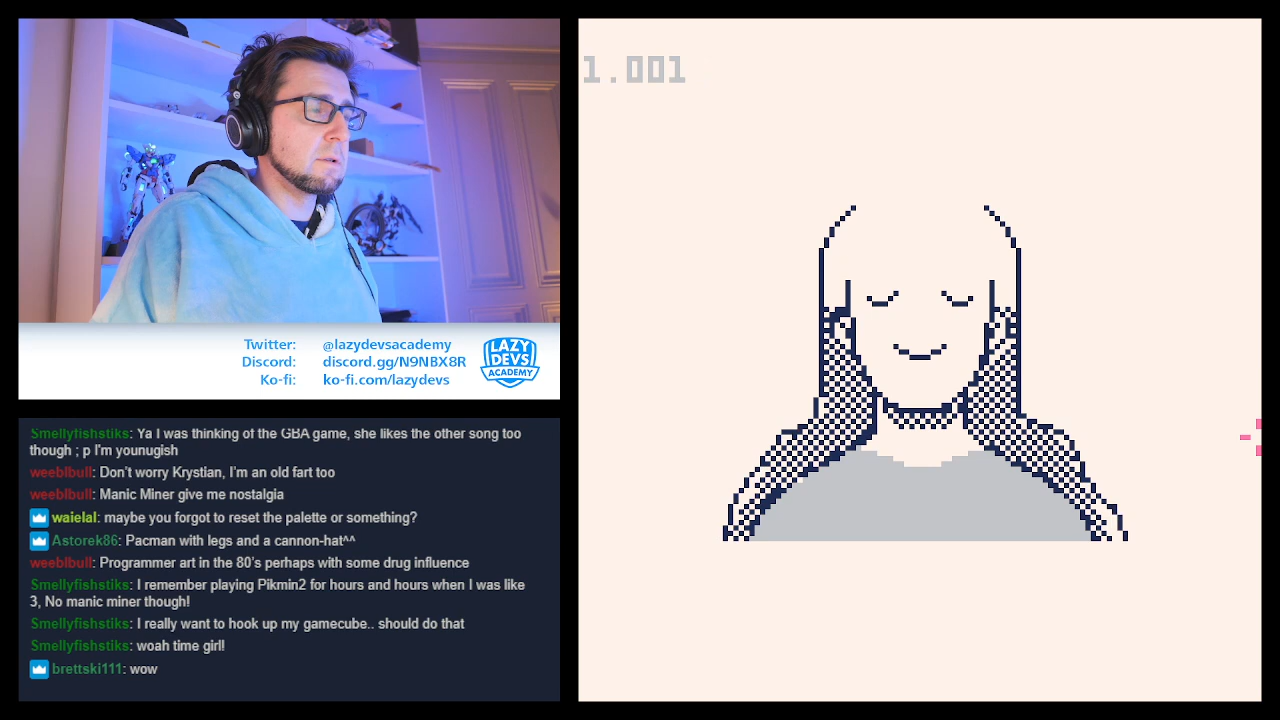 1.001
Twitter: @lazydevsacademy
Discord: discord.gg/N9NBX8R
Ko-fi: ko-fi.com/lazydevs
LAZY
DEVS
ACADEMY
Smellyfishstiks: Ya I was thinking of the GBA game, she likes the other song too
though ; p I'm younugish
weeblbull: Don't worry Krystian, I'm an old fart too
weeblbull: Manic Miner give me nostalgia
waielal: maybe you forgot to reset the palette or something?
Astorek86: Pacman with legs and a cannon-hat^^
weeblbull: Programmer art in the 80's perhaps with some drug influence
Smellyfishstiks: I remember playing Pikmin2 for hours and hours when I was like
3, No manic miner though!
Smellyfishstiks: I really want to hook up my gamecube.. should do that
Smellyfishstiks: woah time girl!
brettski111: wow